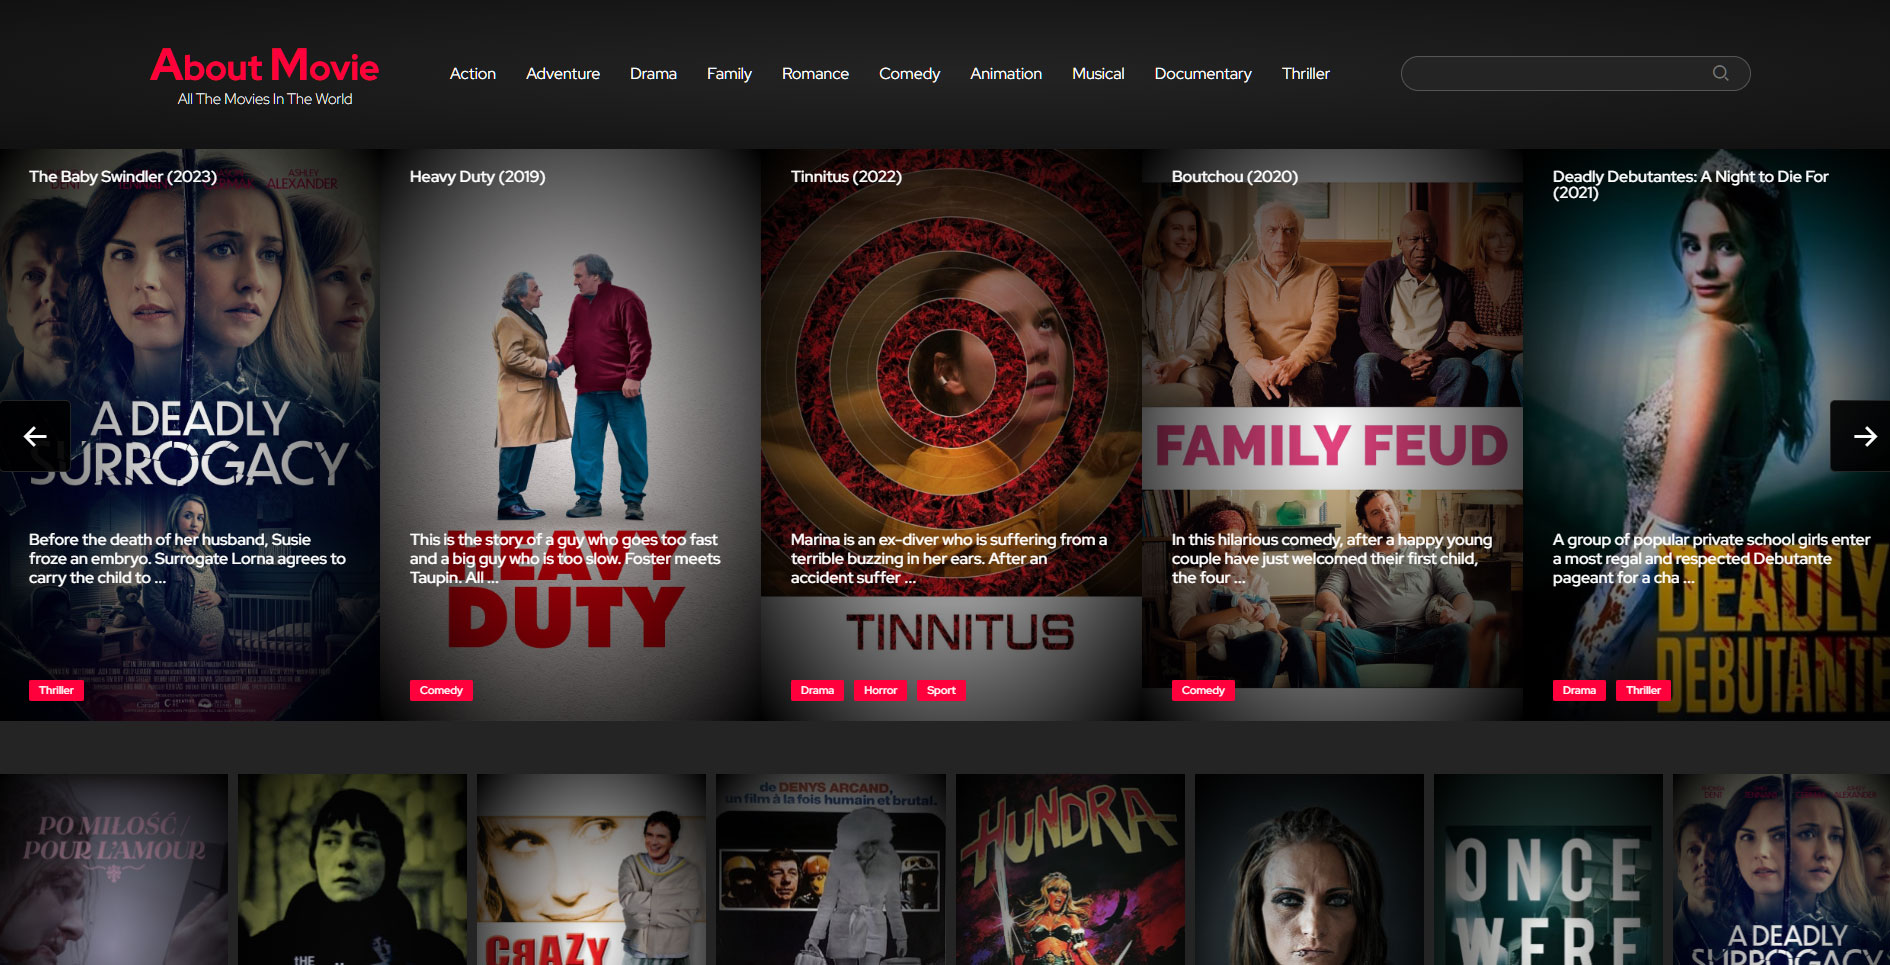 About Movie
All The Movies In The World
Action
Adventure
Drama
Family
Romance
Comedy
Animation
Musical
Documentary
Thriller
The Baby Swindler (2023)
DENT
ASHLEY
ALEXANDER
A DEADLY
SURROGACY
Before the death of her husband, Susie
froze an embryo. Surrogate Lorna agrees to
carry the child to ...
Thriller
Heavy Duty (2019)
This is the story of a guy who goes too fast
and a big guy who is too slow. Foster meets
Taupin. All ...
HEAVY
DUTY
Comedy
Tinnitus (2022)
Marina is an ex-diver who is suffering from a
terrible buzzing in her ears. After an
accident suffer ...
TINNITUS
Drama
Horror
Sport
Boutchou (2020)
FAMILY FEUD
In this hilarious comedy, after a happy young
couple have just welcomed their first child,
the four ...
Comedy
Deadly Debutantes: A Night to Die For
(2021)
A group of popular private school girls enter
a most regal and respected Debutante
pageant for a cha ...
DEADLY
DEBUTANTE
Drama
Thriller
PO MIŁOŚĆ /
POUR L'AMOUR
THE
CRAZY
de DENYS ARCAND,
un film à la fois humain et brutal.
HUNDRA
ONCE
WERE
DENT
ASHLEY
ALEXANDER
A DEADLY
SURROGACY